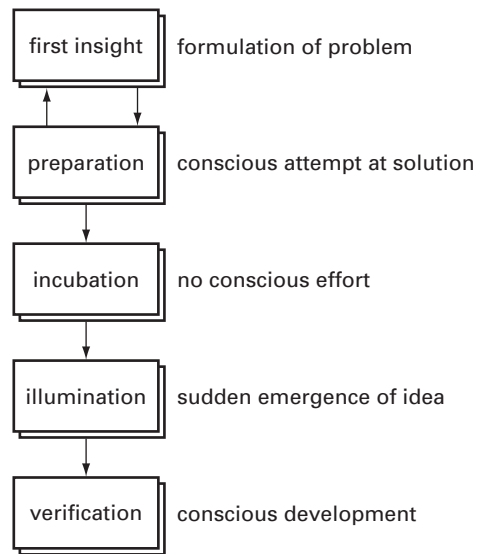 first insight formulation of problem
preparation conscious attempt at solution
incubation no conscious effort
illumination sudden emergence of idea
verification conscious development